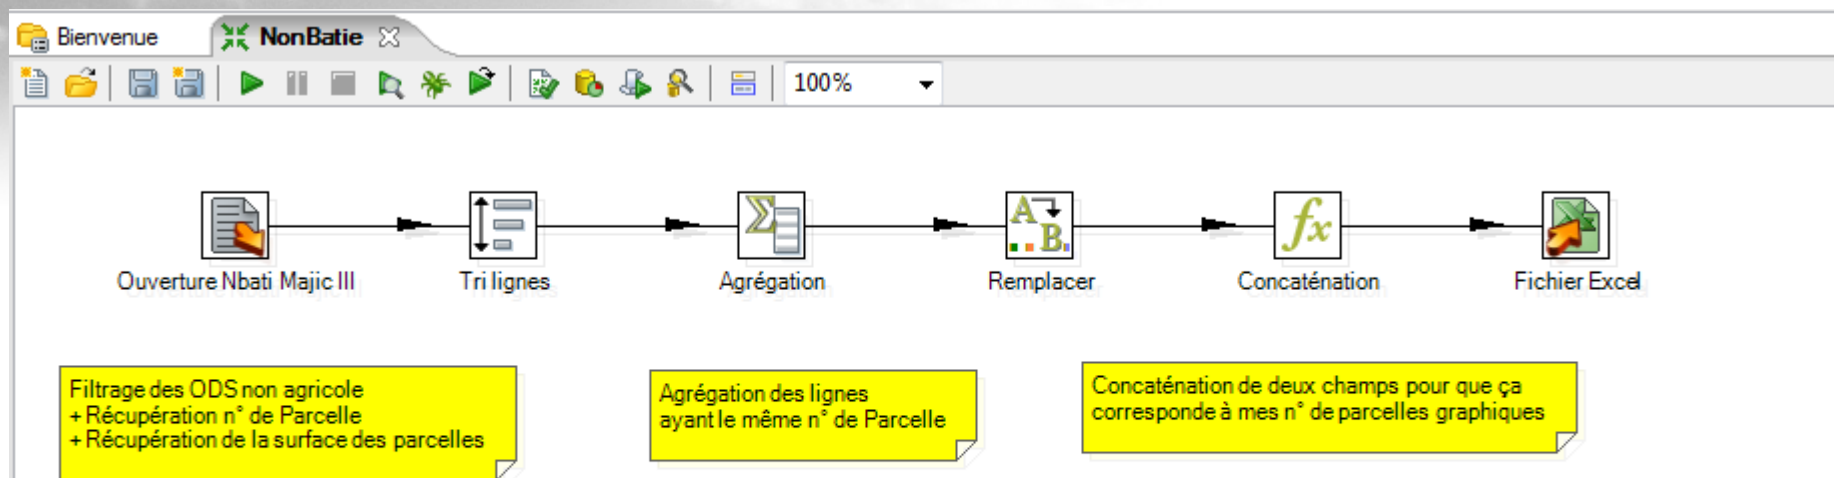 Bienvenue
NonBatie
100%
Ouverture Nbati Majic III
Tri lignes
Agrégation
Remplacer
Concaténation
Fichier Excel
Filtrage des ODS non agricole
+ Récupération n° de Parcelle
+ Récupération de la surface des parcelles
Agrégation des lignes
ayant le même n° de Parcelle
Concaténation de deux champs pour que ça
corresponde à mes n° de parcelles graphiques